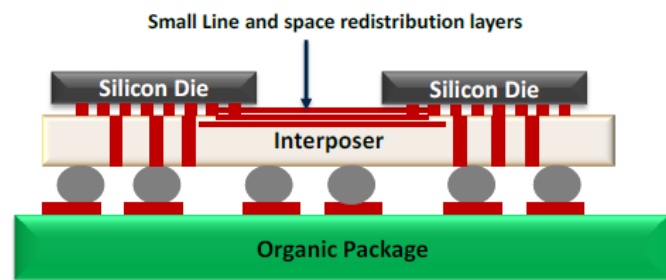 Small Line and space redistribution layers
Silicon Die
Silicon Die
Interposer
Organic Package